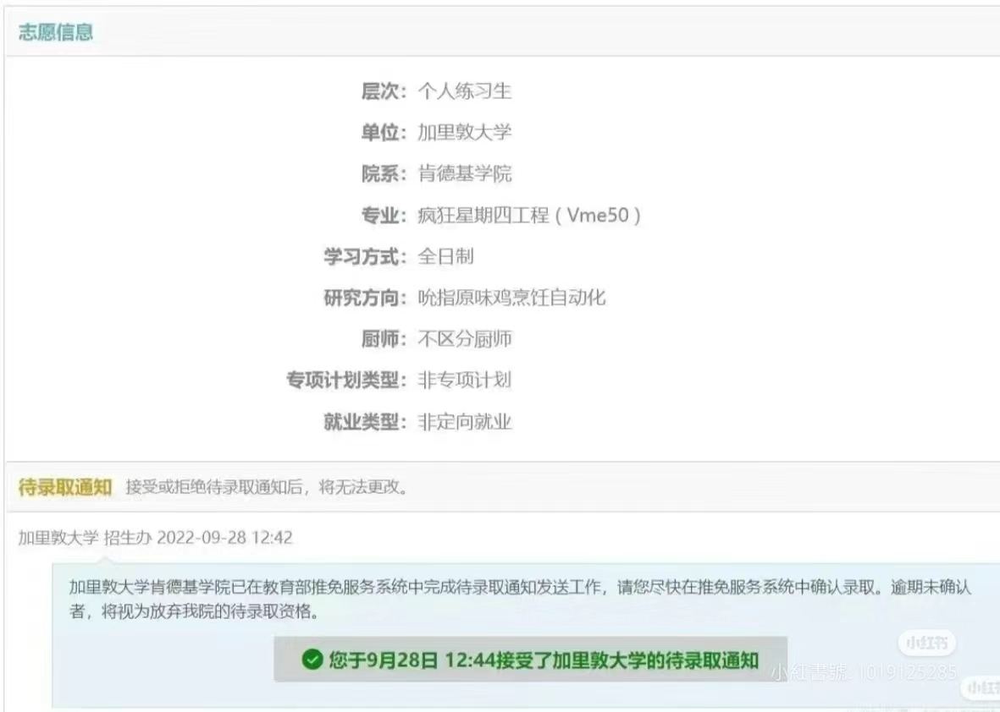 志愿信息
层次：个人练习生
单位：加里敦大学
院系：肯德基学院
专业：疯狂星期四工程（Vme50）
学习方式：全日制
研究方向：吮指原味鸡烹饪自动化
厨师：不区分厨师
专项计划类型：非专项计划
就业类型：非定向就业
待录取通知 接受或拒绝待录取通知后，将无法更改。
加里敦大学 招生办 2022-09-28 12:42
加里敦大学肯德基学院已在教育部推免服务系统中完成待录取通知发送工作，请您尽快在推免服务系统中确认录取。逾期未确认
者，将视为放弃我院的待录取资格。
小红书
您于9月28日 12:44接受了加里敦大学的待录取通知
小紅書號: 1019125285
小红书